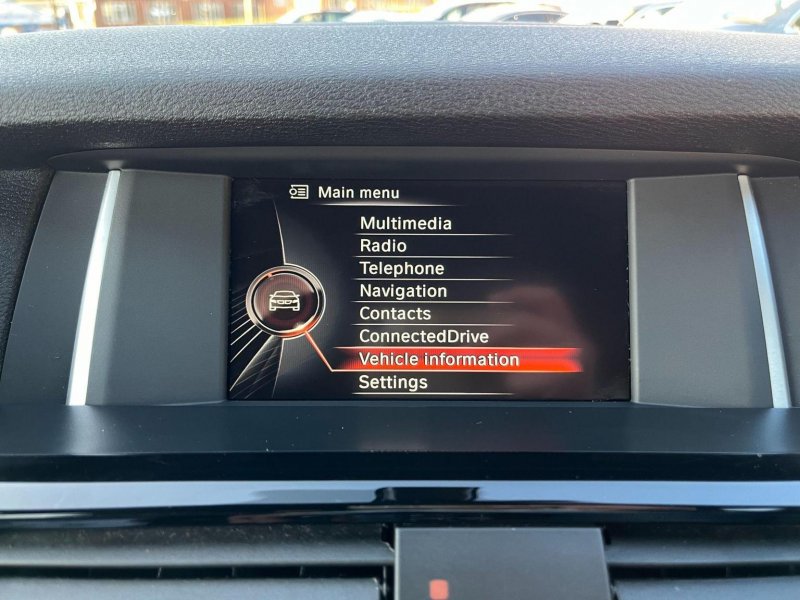 Main menu
Multimedia
Radio
Telephone
Navigation
Contacts
ConnectedDrive
Vehicle information
Settings